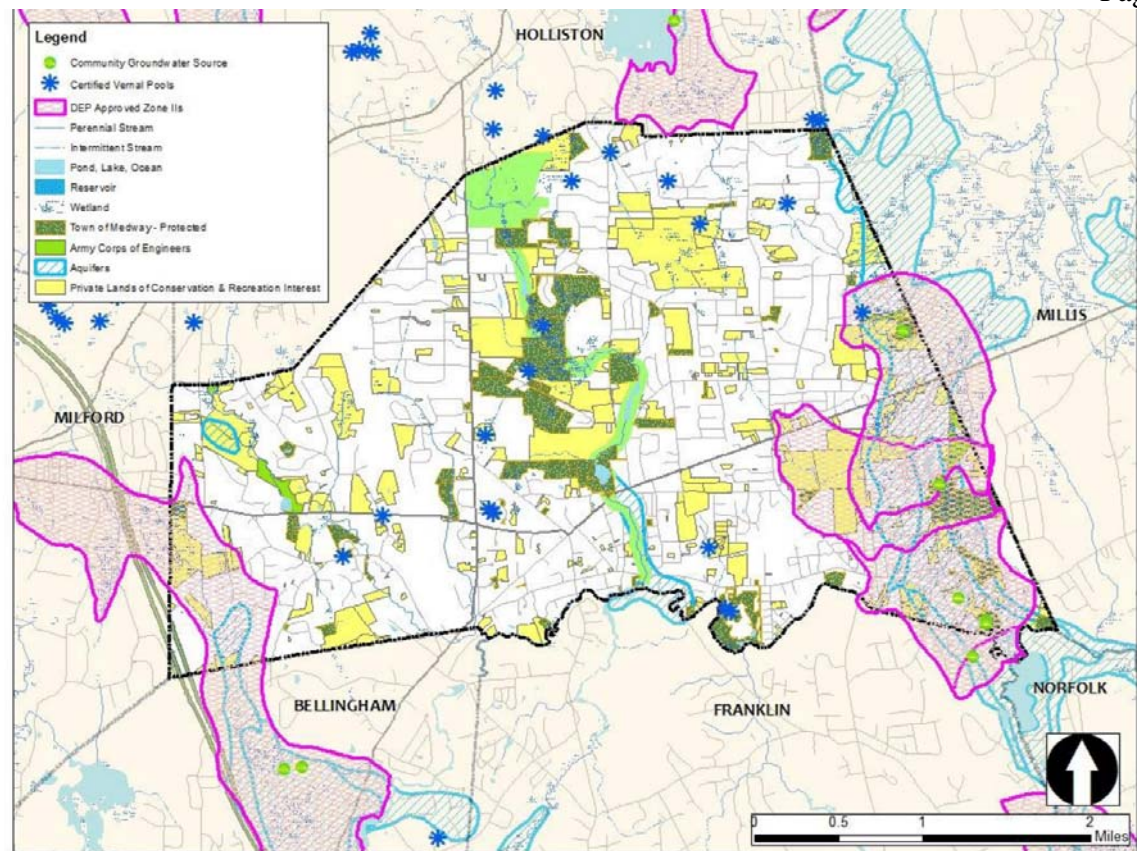 Pag
HOLLISTON
Legend
Community Groundwater Source
Certified Vernal Pools
DEP Approved Zone IIs
Perennial Stream
Intermittent Stream
Pond, Lake, Ocean
Reservoir
Wetland
Town of Medway - Protected
Army Corps of Engineers
Aquifers
Private Lands of Conservation & Recreation Interest
MILLIS
MILFORD
NORFOLK
BELLINGHAM
FRANKLIN
0 0.5 1 2
Miles